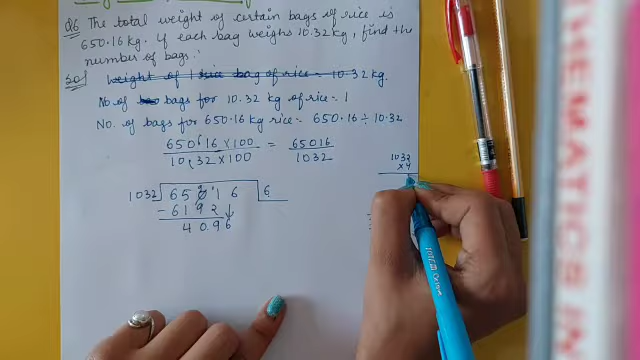 Q6 The total weight of certain bags of rice is
650.16 kg. If each bag weighs 10.32 kg, find the
number of bags.
Sol Weight of 1 rice bag of rice = 10.32 kg.
No of bags for 10.32 kg of rice = 1
No. of bags for 650.16 kg rice = 650.16 ÷ 10.32
650.16 × 100 = 65016
10.32 × 100 1032
1032
× 4
1032 65016 6
- 6192
4096
THEMATICS IN